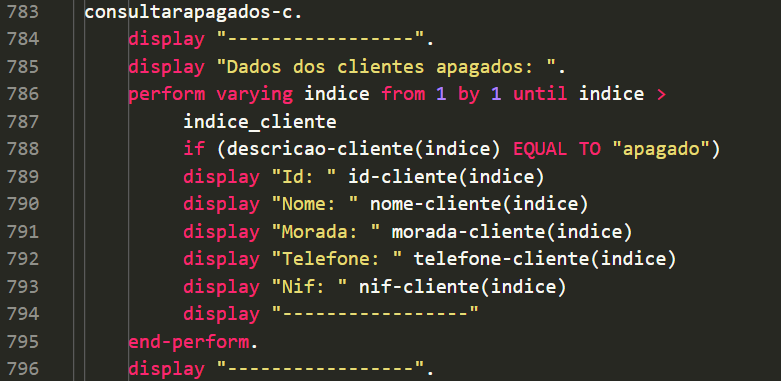 783 consultarapagados-c.
784 display "-----------------".
785 display "Dados dos clientes apagados: ".
786 perform varying indice from 1 by 1 until indice >
787 indice_cliente
788 if (descricao-cliente(indice) EQUAL TO "apagado")
789 display "Id: " id-cliente(indice)
790 display "Nome: " nome-cliente(indice)
791 display "Morada: " morada-cliente(indice)
792 display "Telefone: " telefone-cliente(indice)
793 display "Nif: " nif-cliente(indice)
794 display "-----------------"
795 end-perform.
796 display "-----------------".